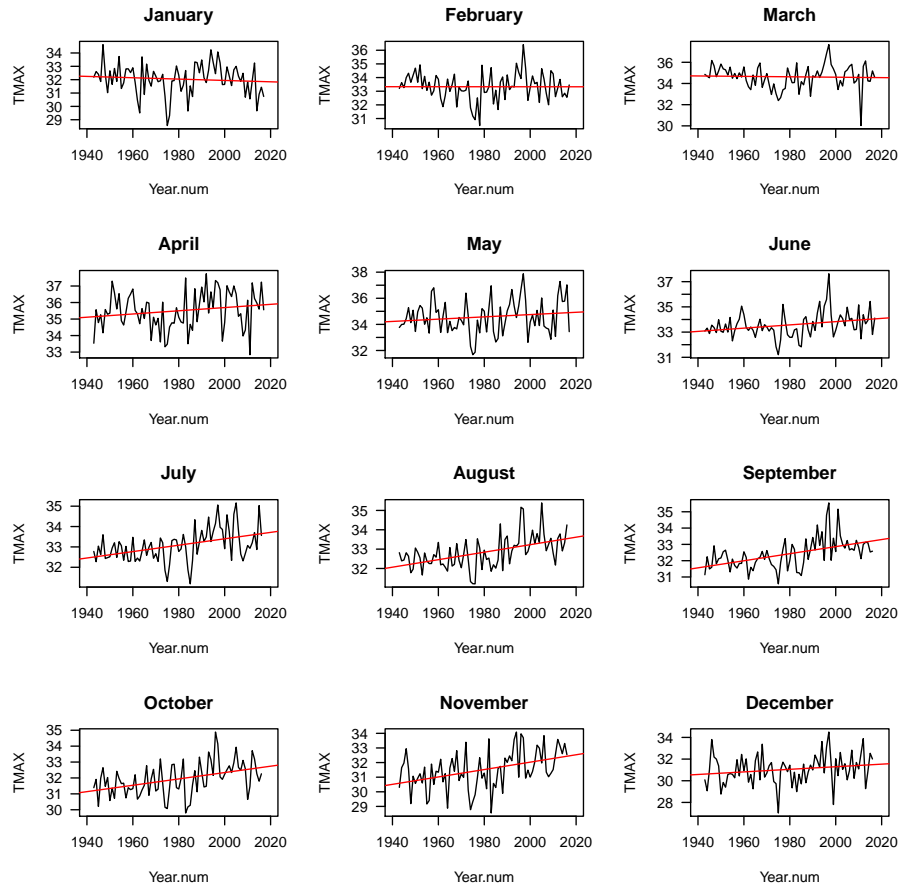 January February March
TMAX 34 33 32 31 30 29 TMAX 36 35 34 33 32 31 TMAX 36 34 32 30
1940 1960 1980 2000 2020 1940 1960 1980 2000 2020 1940 1960 1980 2000 2020
Year.num Year.num Year.num
April May June
TMAX 37 36 35 34 33 TMAX 38 36 34 32 TMAX 37 35 33 31
1940 1960 1980 2000 2020 1940 1960 1980 2000 2020 1940 1960 1980 2000 2020
Year.num Year.num Year.num
July August September
TMAX 35 34 33 32 TMAX 35 34 33 32 TMAX 35 34 33 32 31
1940 1960 1980 2000 2020 1940 1960 1980 2000 2020 1940 1960 1980 2000 2020
Year.num Year.num Year.num
October November December
TMAX 35 34 33 32 31 30 TMAX 34 33 32 31 30 29 TMAX 34 32 30 28
1940 1960 1980 2000 2020 1940 1960 1980 2000 2020 1940 1960 1980 2000 2020
Year.num Year.num Year.num